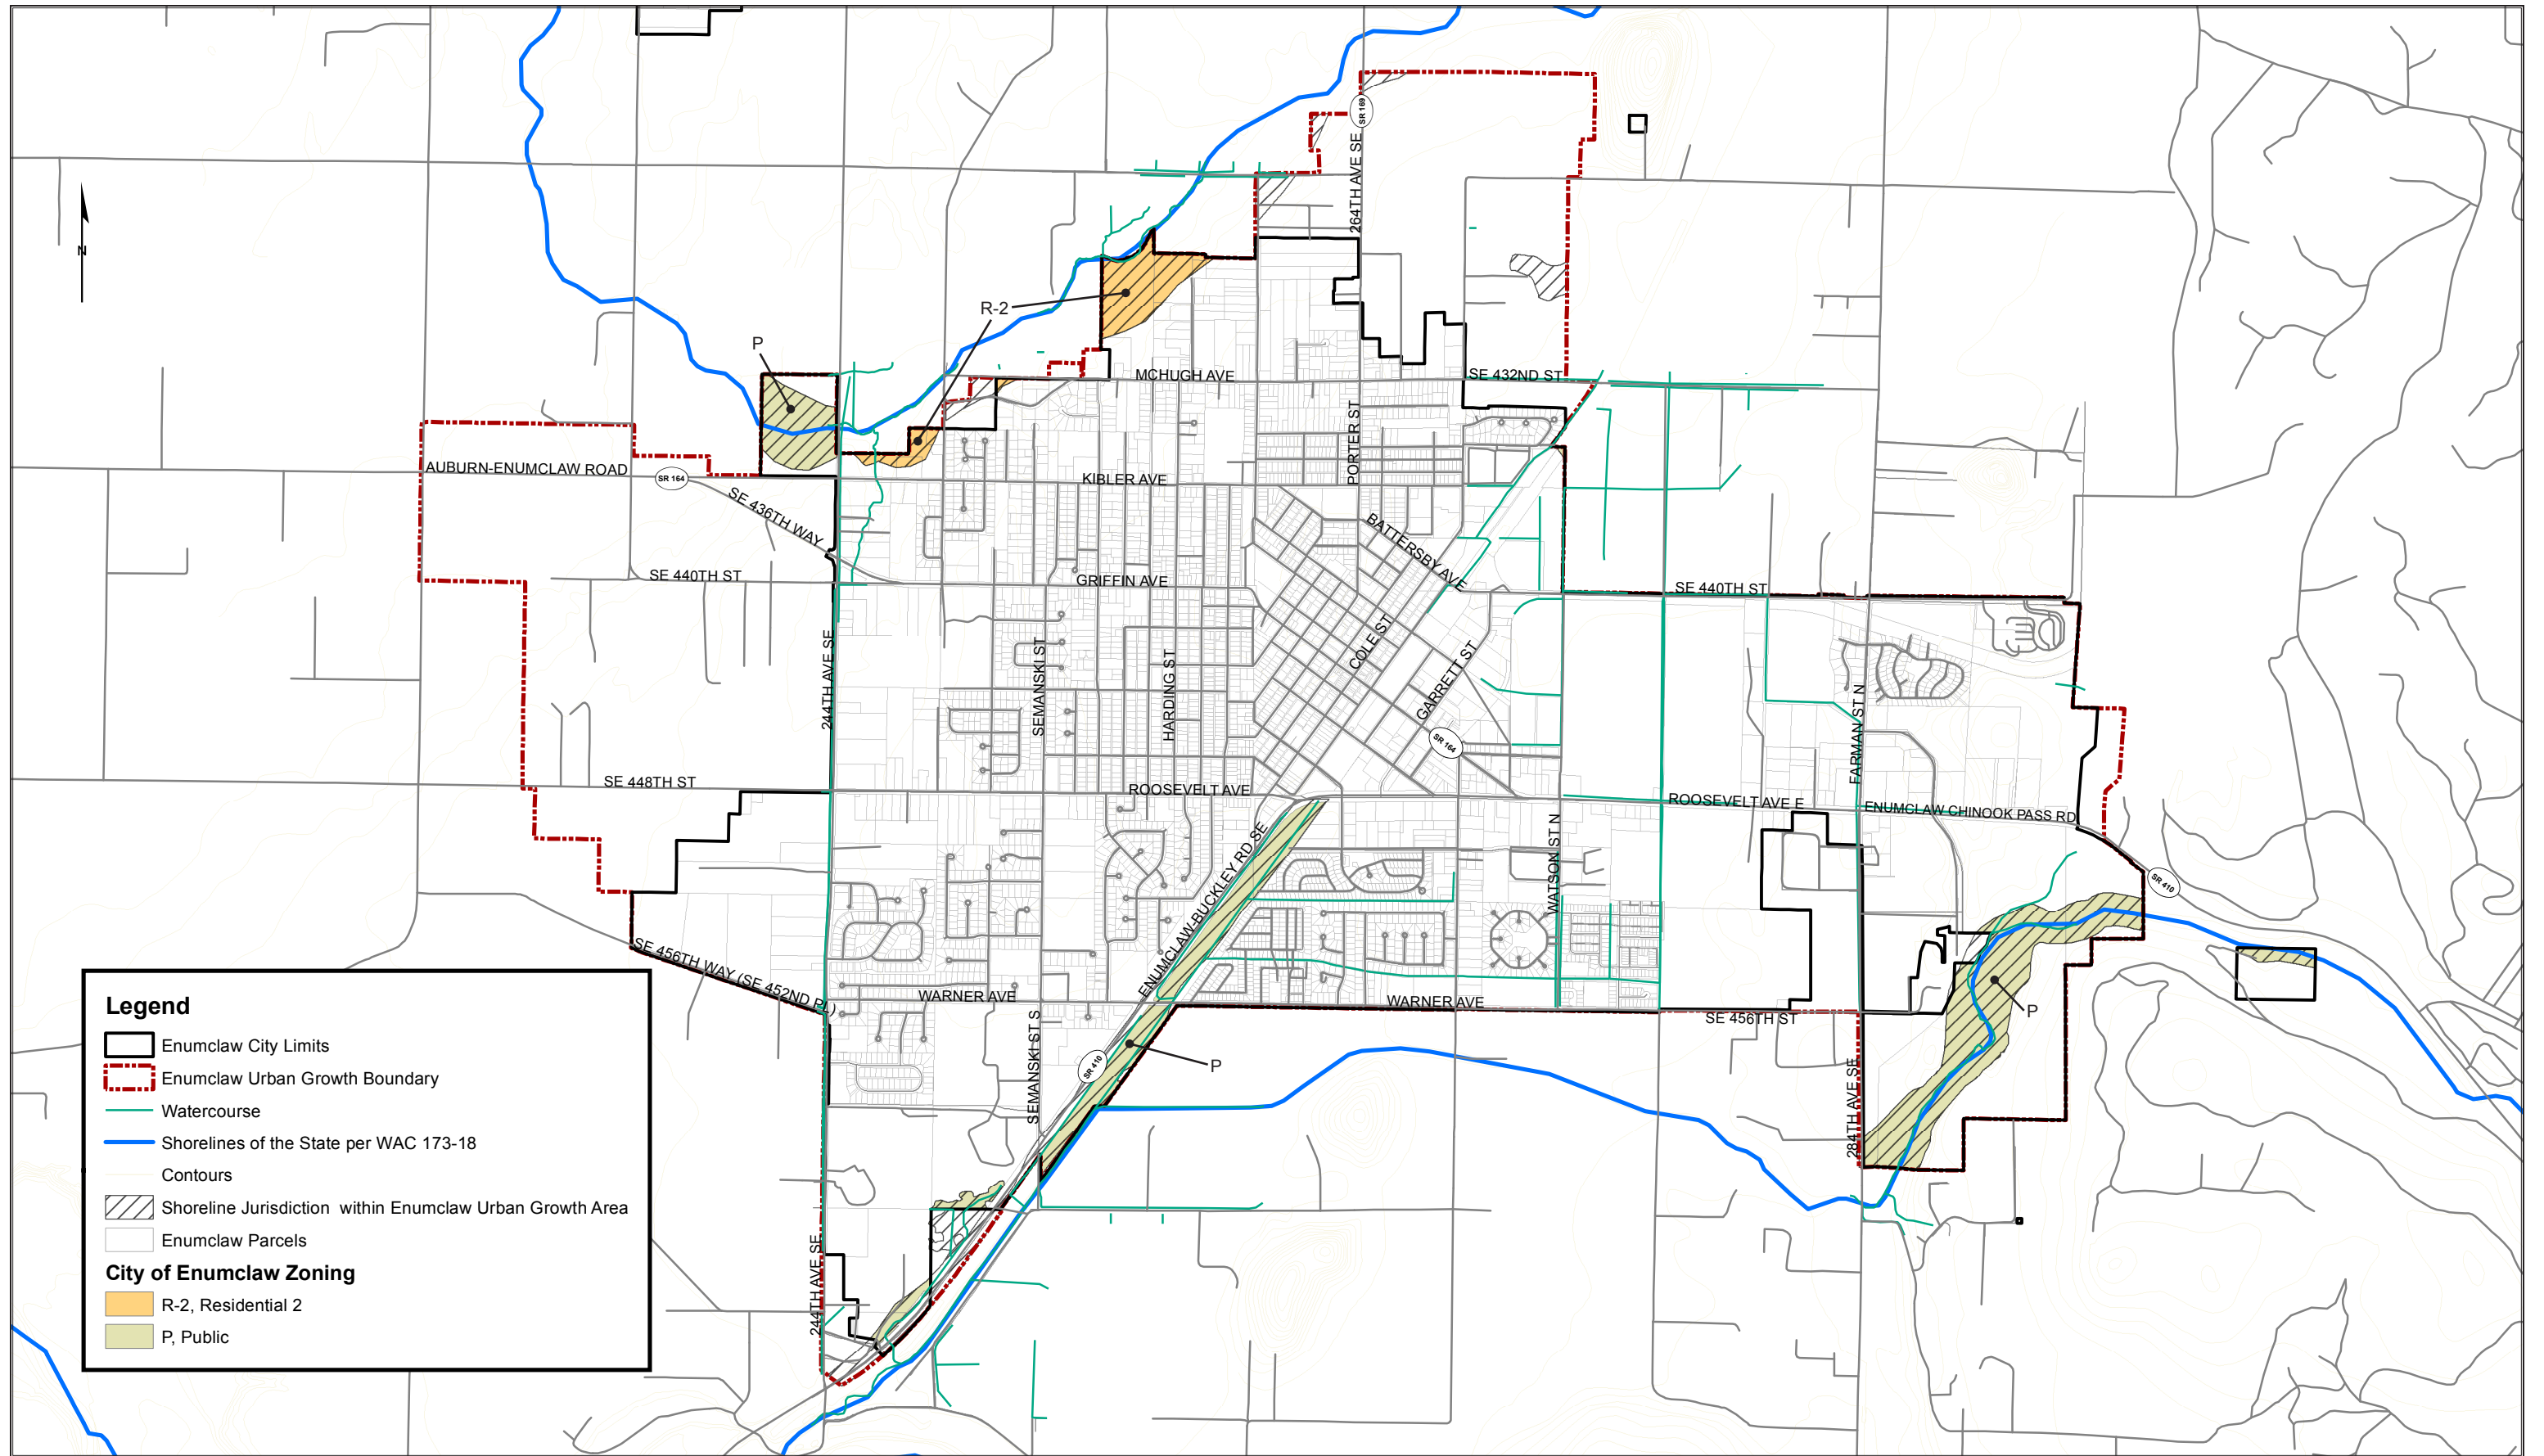 SR 169
264TH AVE SE
N
R-2
P
MCHUGH AVE
SE 432ND ST
PORTER ST
AUBURN-ENUMCLAW ROAD
SR 164
KIBLER AVE
SE 436TH WAY
BATTERSBY AVE
SE 440TH ST
GRIFFIN AVE
SE 440TH ST
244TH AVE SE
SEMANSKI ST
HARDING ST
COLE ST
GARRETT ST
SR 164
FARMAN ST N
SE 448TH ST
ROOSEVELT AVE
ROOSEVELT AVE E
ENUMCLAW CHINOOK PASS RD
ENUMCLAW-BUCKLEY RD SE
WATSON ST N
SR 410
SE 456TH WAY (SE 452ND PL)
WARNER AVE
WARNER AVE
SE 456TH ST
P
SEMANSKI ST S
SR 410
P
284TH AVE SE
244TH AVE SE
Legend
Enumclaw City Limits
Enumclaw Urban Growth Boundary
Watercourse
Shorelines of the State per WAC 173-18
Contours
Shoreline Jurisdiction within Enumclaw Urban Growth Area
Enumclaw Parcels
City of Enumclaw Zoning
R-2, Residential 2
P, Public